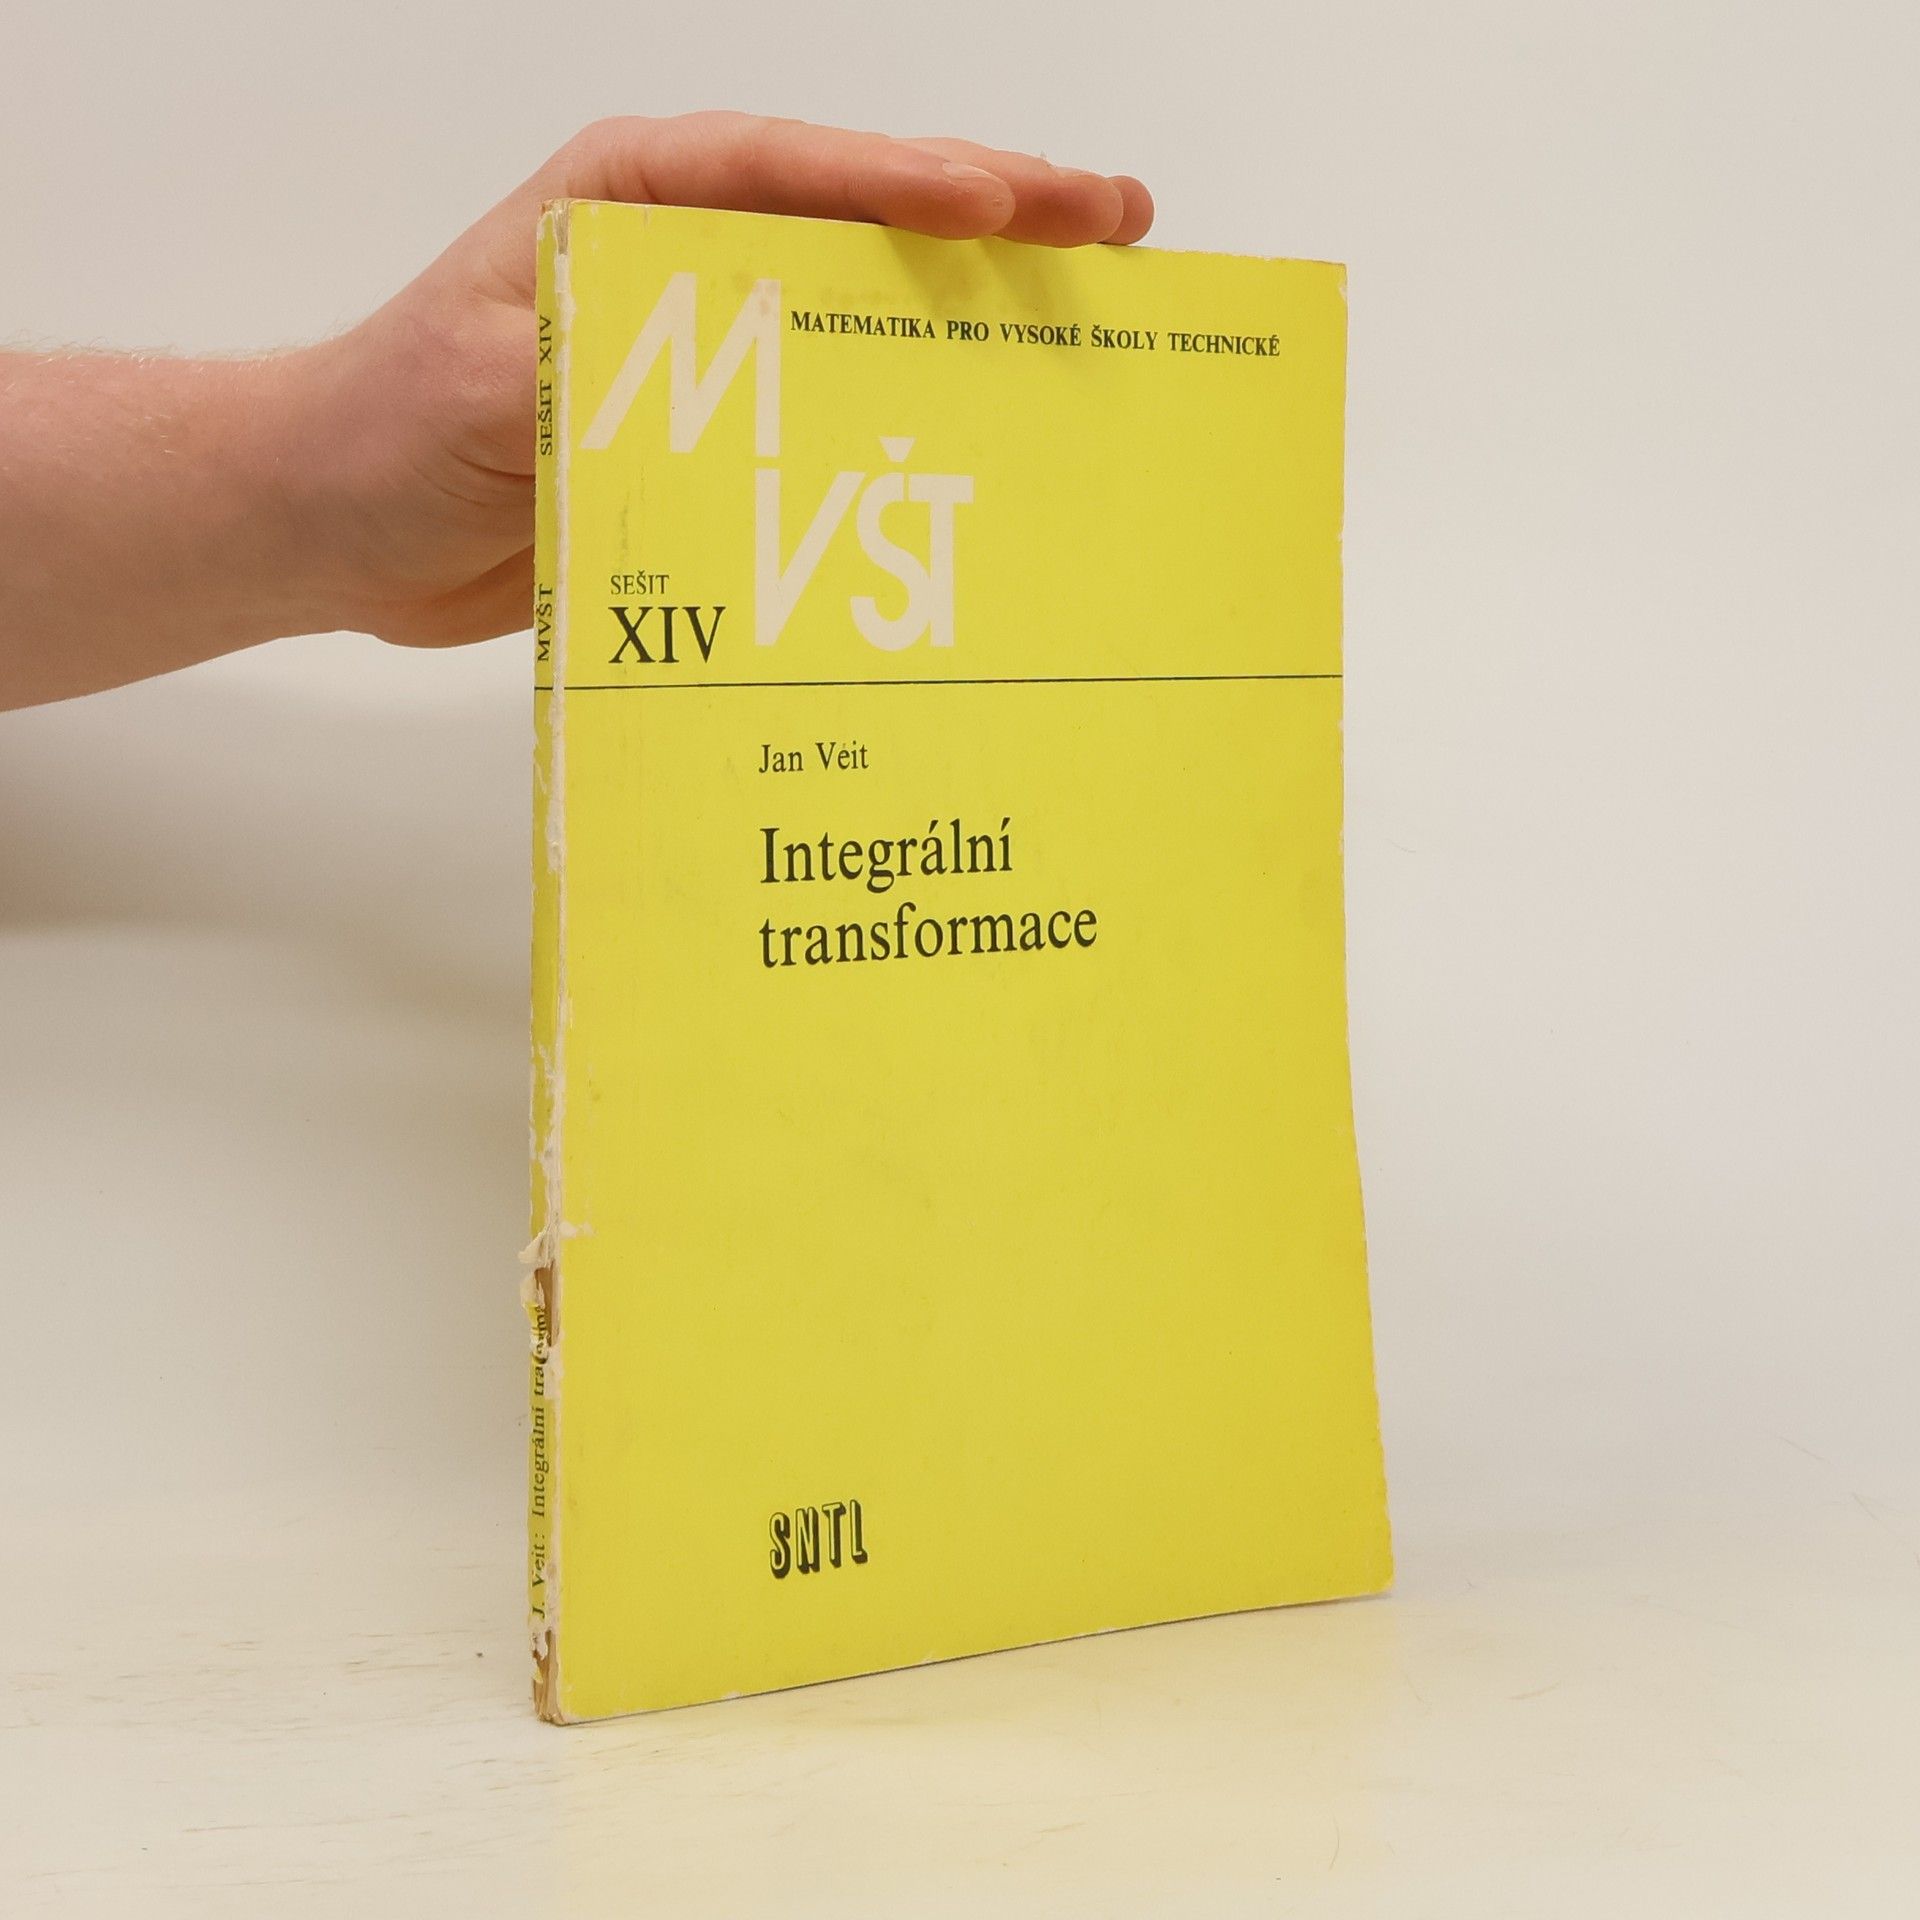 MATEMATIKA PRO VYSOKÉ ŠKOLY TECHNICKÉ
M
VŠT
SEŠIT
XIV
Jan Veit
Integrální
transformace
SNTL
MVŠT SEŠIT XIV
J. Veit: Integrální